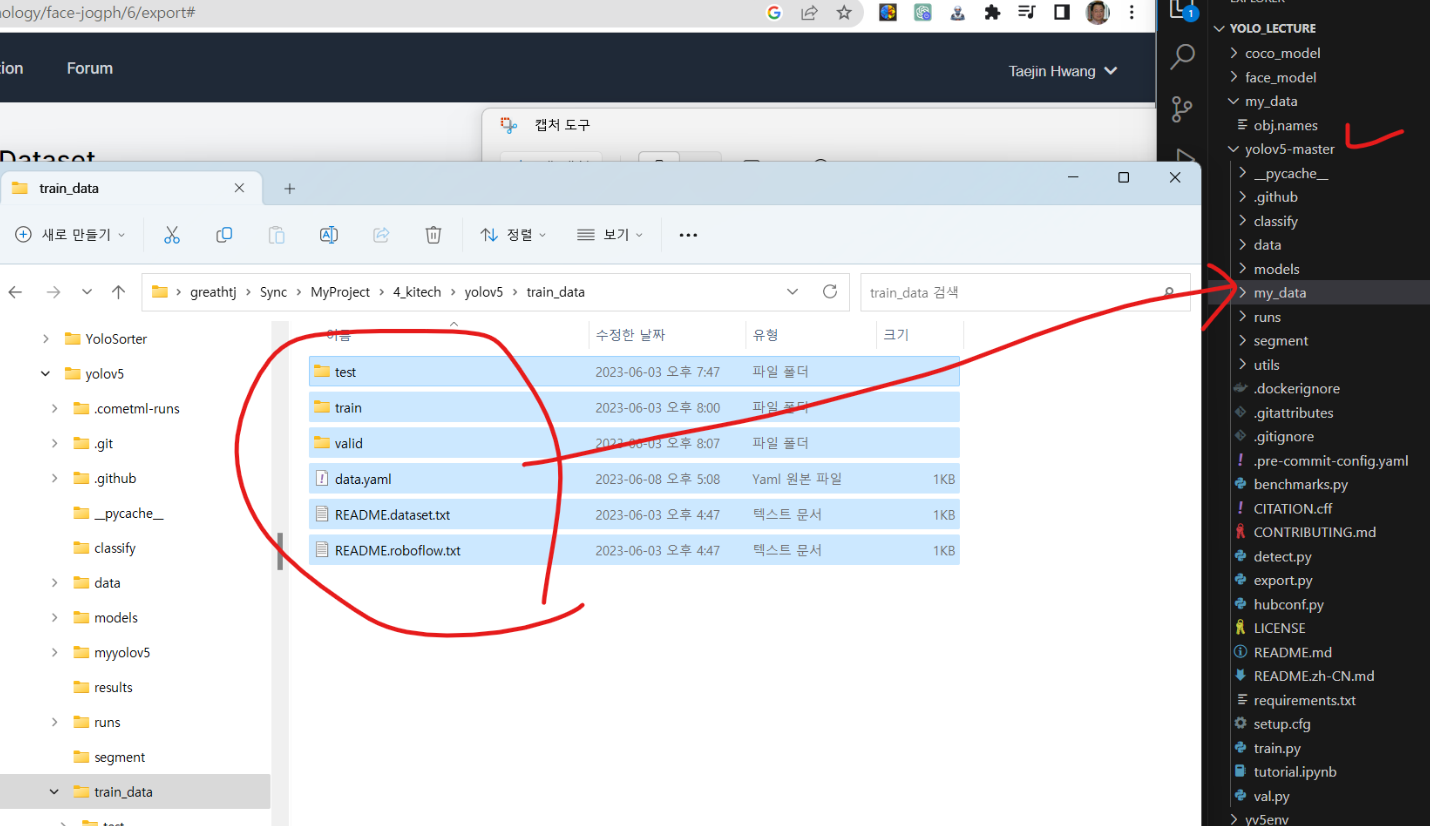 nology/face-jogph/6/export#
ion
Forum
Taejin Hwang
Dataset
캡처 도구
train_data
새로 만들기
정렬
보기
greathtj > Sync > MyProject > 4_kitech > yolov5 > train_data
train_data 검색
YoloSorter
yolov5
.cometml-runs
.git
.github
__pycache__
classify
data
models
myyolov5
results
runs
segment
train_data
test
이름 수정한 날짜 유형 크기
test 2023-06-03 오후 7:47 파일 폴더
train 2023-06-03 오후 8:00 파일 폴더
valid 2023-06-03 오후 8:07 파일 폴더
data.yaml 2023-06-08 오후 5:08 Yaml 원본 파일 1KB
README.dataset.txt 2023-06-03 오후 4:47 텍스트 문서 1KB
README.roboflow.txt 2023-06-03 오후 4:47 텍스트 문서 1KB
1
EXPLORER
YOLO_LECTURE
coco_model
face_model
my_data
obj.names
yolov5-master
__pycache__
.github
classify
data
models
my_data
runs
segment
utils
.dockerignore
.gitattributes
.gitignore
.pre-commit-config.yaml
benchmarks.py
CITATION.cff
CONTRIBUTING.md
detect.py
export.py
hubconf.py
LICENSE
README.md
README.zh-CN.md
requirements.txt
setup.cfg
train.py
tutorial.ipynb
val.py
yv5env